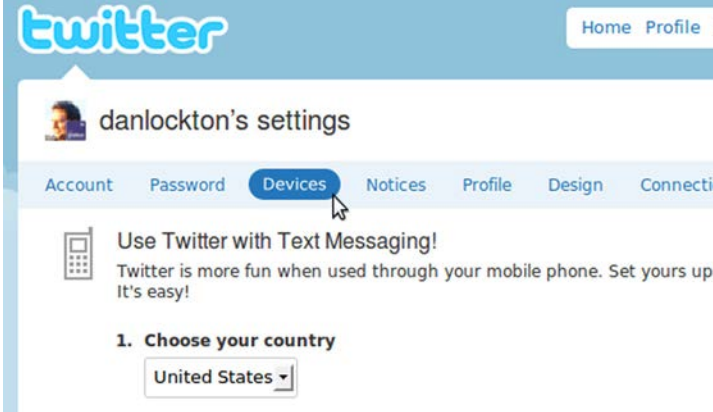 twitter
Home Profile
danlockton's settings
Account Password Devices Notices Profile Design Connecti
Use Twitter with Text Messaging!
Twitter is more fun when used through your mobile phone. Set yours up
It's easy!
1. Choose your country
United States